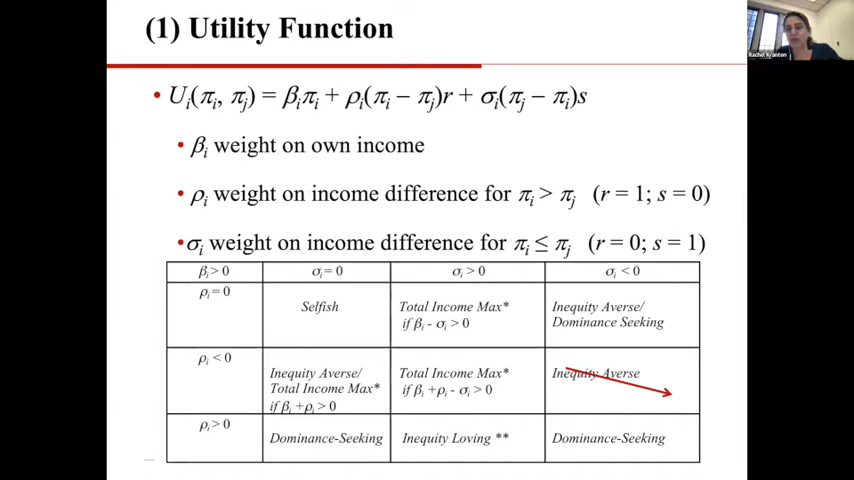 (1) Utility Function
Rachel Kranton
• Uᵢ(πᵢ, πⱼ) = βᵢπᵢ + ρᵢ(πᵢ − πⱼ)r + σᵢ(πⱼ − πᵢ)s
• βᵢ weight on own income
• ρᵢ weight on income difference for πᵢ > πⱼ (r = 1; s = 0)
•σᵢ weight on income difference for πᵢ ≤ πⱼ (r = 0; s = 1)
βᵢ > 0 σᵢ = 0 σᵢ > 0 σᵢ < 0
ρᵢ = 0
Selfish Total Income Max* Inequity Averse/
if βᵢ - σᵢ > 0 Dominance Seeking
ρᵢ < 0
Inequity Averse/ Total Income Max* Inequity Averse
Total Income Max* if βᵢ +ρᵢ - σᵢ > 0
if βᵢ +ρᵢ > 0
ρᵢ > 0
Dominance-Seeking Inequity Loving ** Dominance-Seeking